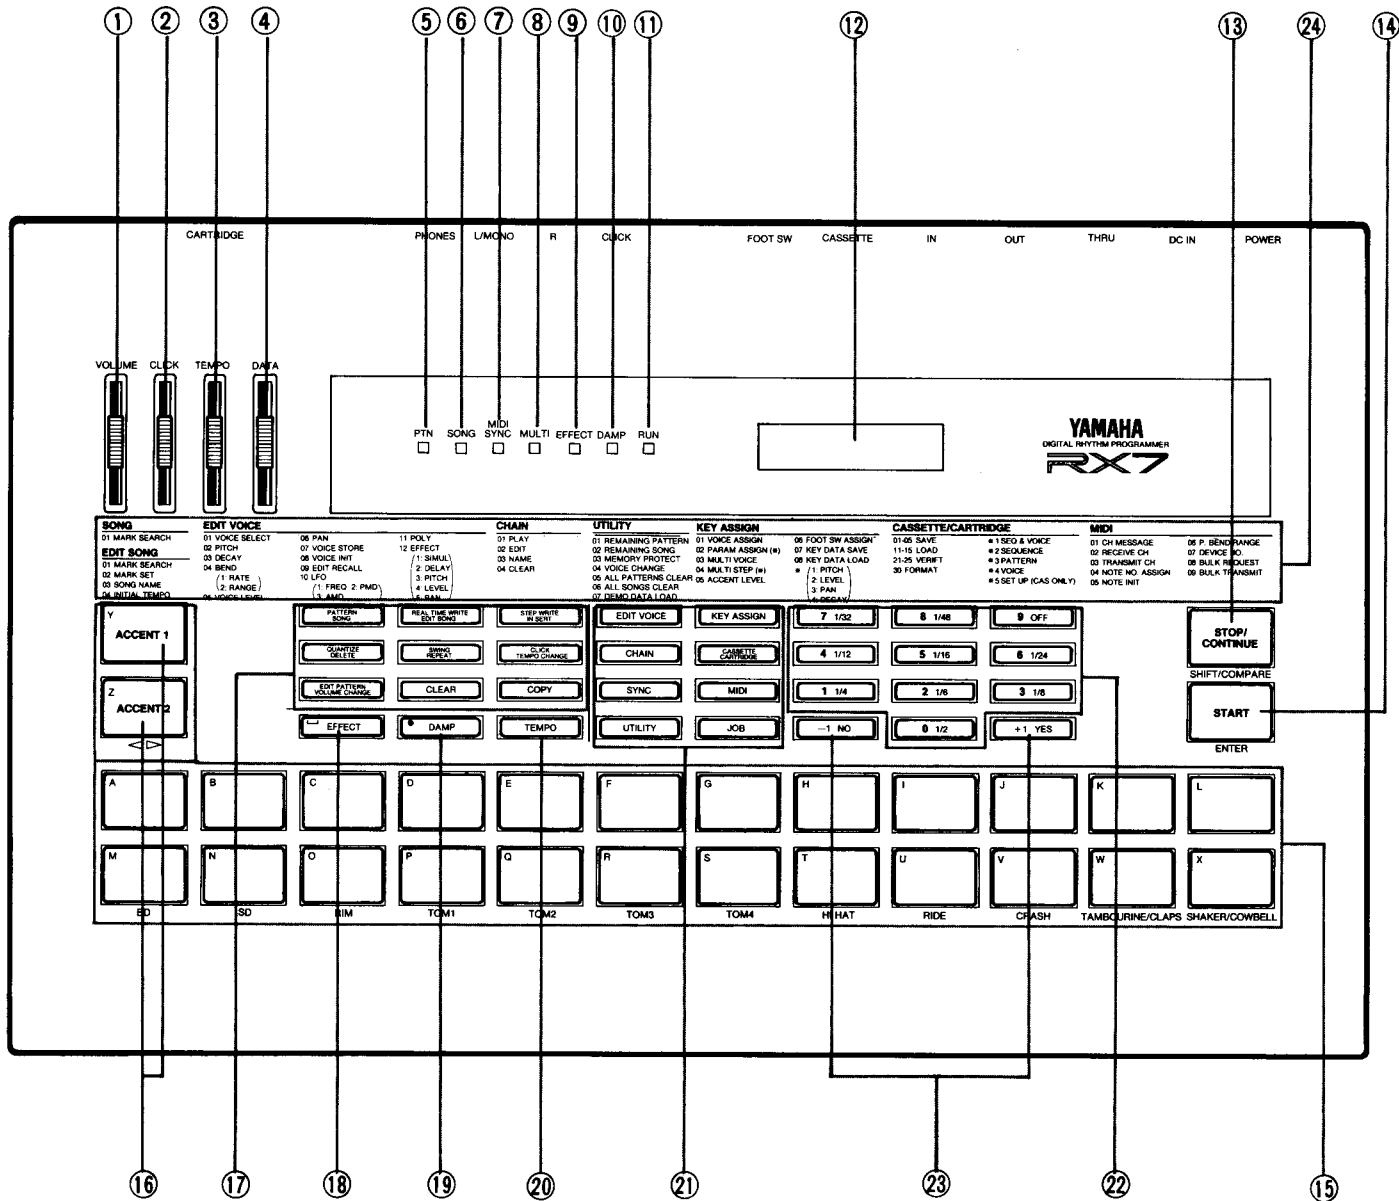 ① ② ③ ④ ⑤ ⑥ ⑦ ⑧ ⑨ ⑩ ⑪ ⑫ ⑬ ㉔ ⑭
CARTRIDGE PHONES L/MONO R CLICK FOOT SW CASSETTE IN OUT THRU DC IN POWER
VOLUME CLICK TEMPO DATA
PTN SONG MIDI SYNC MULTI EFFECT DAMP RUN
YAMAHA
DIGITAL RHYTHM PROGRAMMER
RX7
SONG
01 MARK SEARCH
EDIT SONG
01 MARK SEARCH
02 MARK SET
03 SONG NAME
04 INITIAL TEMPO
EDIT VOICE
01 VOICE SELECT
02 PITCH
03 DECAY
04 BEND
(1: RATE
2: RANGE)
05 VOICE LEVEL
06 PAN
07 VOICE STORE
08 VOICE INIT
09 EDIT RECALL
10 LFO
(1: FREQ 2: PMD
3: AMD
11 POLY
12 EFFECT
(1: SIMUL
2: DELAY
3: PITCH
4: LEVEL
5: PAN
CHAIN
01 PLAY
02 EDIT
03 NAME
04 CLEAR
UTILITY
01 REMAINING PATTERN
02 REMAINING SONG
03 MEMORY PROTECT
04 VOICE CHANGE
05 ALL PATTERNS CLEAR
06 ALL SONGS CLEAR
07 DEMO DATA LOAD
KEY ASSIGN
01 VOICE ASSIGN
02 PARAM ASSIGN (*)
03 MULTI VOICE
04 MULTI STEP (*)
05 ACCENT LEVEL
06 FOOT SW ASSIGN
07 KEY DATA SAVE
08 KEY DATA LOAD
* (1: PITCH
2: LEVEL
3: PAN
4: DECAY
CASSETTE/CARTRIDGE
01-05 SAVE
11-15 LOAD
21-25 VERIFY
30 FORMAT
*1 SEQ & VOICE
*2 SEQUENCE
*3 PATTERN
*4 VOICE
*5 SET UP (CAS ONLY)
MIDI
01 CH MESSAGE
02 RECEIVE CH
03 TRANSMIT CH
04 NOTE NO. ASSIGN
05 NOTE INIT
06 P. BEND RANGE
07 DEVICE NO.
08 BULK REQUEST
09 BULK TRANSMIT
Y ACCENT 1
Z ACCENT 2
PATTERN SONG
REAL TIME WRITE EDIT SONG
STEP WRITE IN SERT
EDIT VOICE
KEY ASSIGN
7 1/32
8 1/48
9 OFF
STOP/
CONTINUE
SHIFT/COMPARE
QUANTIZE DELETE
SWING REPEAT
CLICK TEMPO CHANGE
CHAIN
CASSETTE CARTRIDGE
4 1/12
5 1/16
6 1/24
EDIT PATTERN VOLUME CHANGE
CLEAR
COPY
SYNC
MIDI
1 1/4
2 1/6
3 1/8
START
ENTER
EFFECT
DAMP
TEMPO
UTILITY
JOB
−1 NO
0 1/2
+1 YES
A B C D E F G H I J K L
M N O P Q R S T U V W X
BD SD RIM TOM1 TOM2 TOM3 TOM4 HI HAT RIDE CRASH TAMBOURINE/CLAPS SHAKER/COWBELL
⑯ ⑰ ⑱ ⑲ ⑳ ㉑ ㉓ ㉒ ⑮